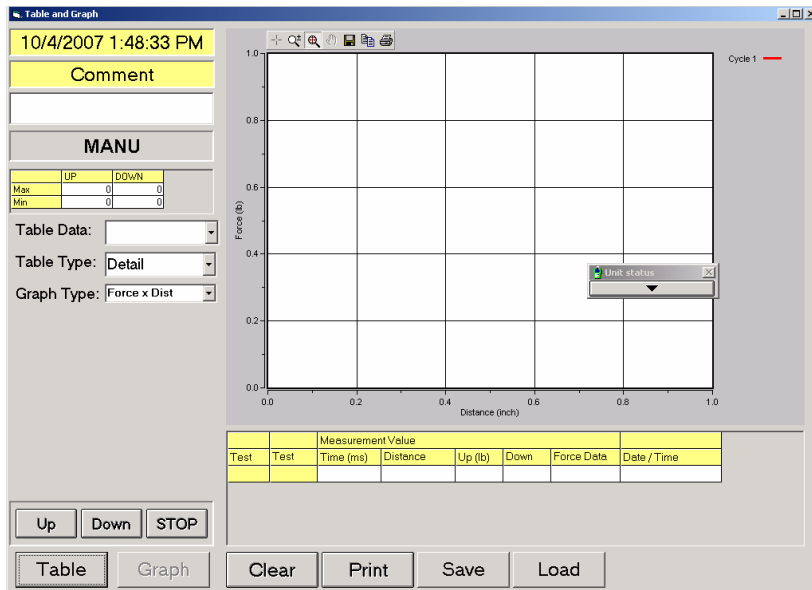 Table and Graph
10/4/2007 1:48:33 PM
Comment
MANU
UP DOWN
Max 0 0
Min 0 0
Table Data:
Table Type: Detail
Graph Type: Force x Dist
Up Down STOP
Table Graph
Cycle 1
1.0
0.8
0.6
0.4
0.2
0.0
Force (lb)
0.0 0.2 0.4 0.6 0.8 1.0
Distance (inch)
Unit status
Measurement Value
Test Test Time (ms) Distance Up (lb) Down Force Data Date / Time
Clear Print Save Load